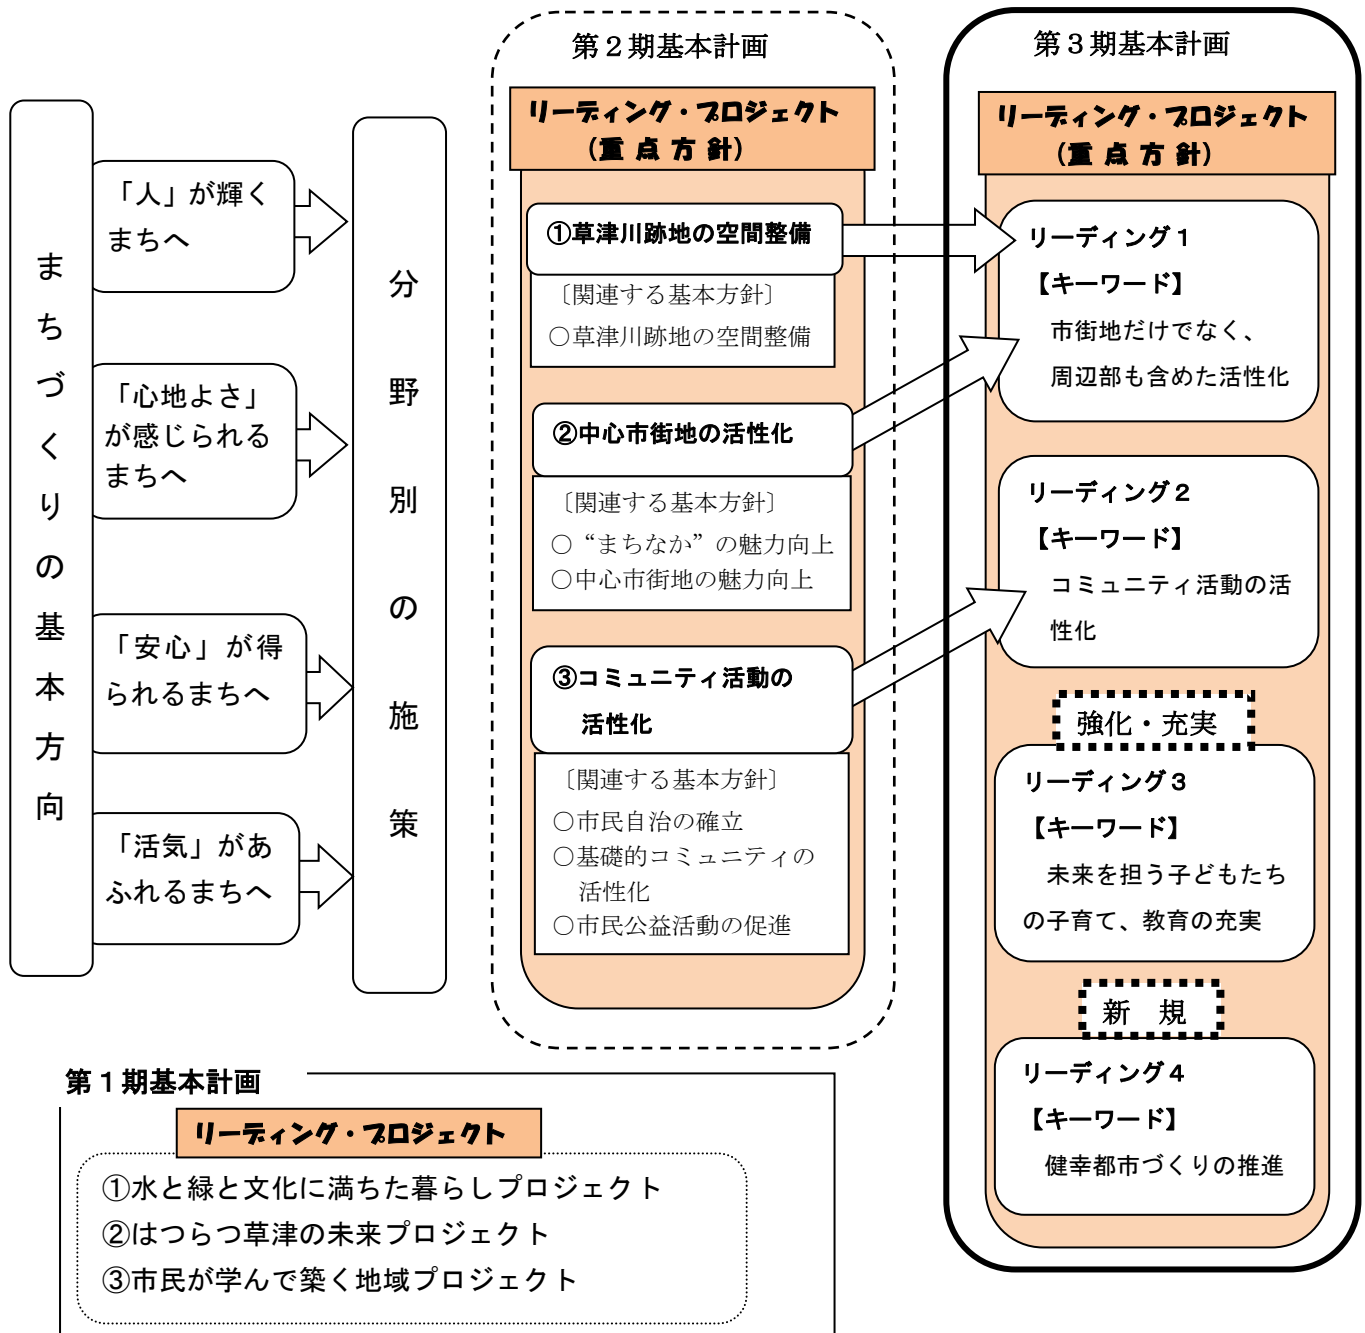 まちづくりの基本方向
「人」が輝く
まちへ
「心地よさ」
が感じられる
まちへ
「安心」が得
られるまちへ
「活気」があ
ふれるまちへ
分野別の施策
第２期基本計画
リーディング・プロジェクト
（重点方針）
①草津川跡地の空間整備
〔関連する基本方針〕
○草津川跡地の空間整備
②中心市街地の活性化
〔関連する基本方針〕
○“まちなか”の魅力向上
○中心市街地の魅力向上
③コミュニティ活動の
活性化
〔関連する基本方針〕
○市民自治の確立
○基礎的コミュニティの
活性化
○市民公益活動の促進
第３期基本計画
リーディング・プロジェクト
（重点方針）
リーディング１
【キーワード】
市街地だけでなく、
周辺部も含めた活性化
リーディング２
【キーワード】
コミュニティ活動の活
性化
強化・充実
リーディング３
【キーワード】
未来を担う子どもたち
の子育て、教育の充実
新　規
リーディング４
【キーワード】
健幸都市づくりの推進
第１期基本計画
リーディング・プロジェクト
①水と緑と文化に満ちた暮らしプロジェクト
②はつらつ草津の未来プロジェクト
③市民が学んで築く地域プロジェクト